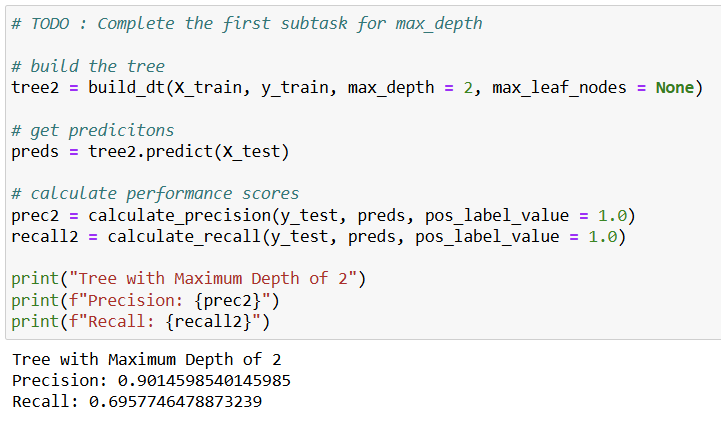 # TODO : Complete the first subtask for max_depth
# build the tree
tree2 = build_dt(X_train, y_train, max_depth = 2, max_leaf_nodes = None)
# get predicitons
preds = tree2.predict(X_test)
# calculate performance scores
prec2 = calculate_precision(y_test, preds, pos_label_value = 1.0)
recall2 = calculate_recall(y_test, preds, pos_label_value = 1.0)
print("Tree with Maximum Depth of 2")
print(f"Precision: {prec2}")
print(f"Recall: {recall2}")
Tree with Maximum Depth of 2
Precision: 0.9014598540145985
Recall: 0.6957746478873239